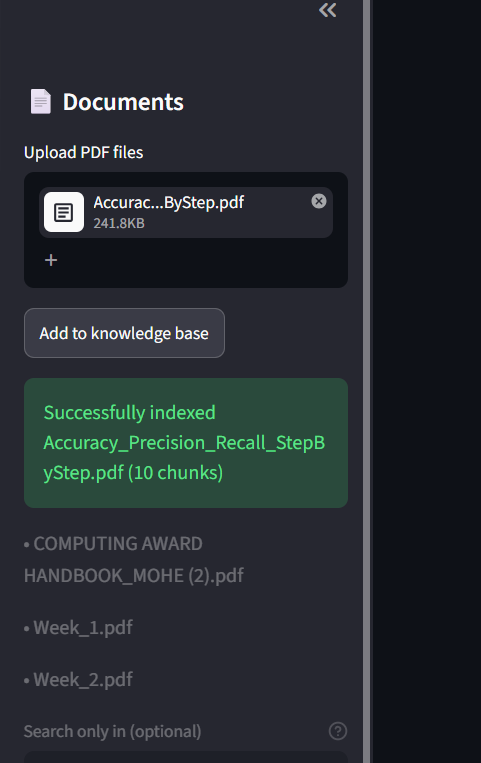 Documents
Upload PDF files
Accurac...ByStep.pdf
241.8KB
+
Add to knowledge base
Successfully indexed
Accuracy_Precision_Recall_StepB
yStep.pdf (10 chunks)
• COMPUTING AWARD
HANDBOOK_MOHE (2).pdf
• Week_1.pdf
• Week_2.pdf
Search only in (optional)